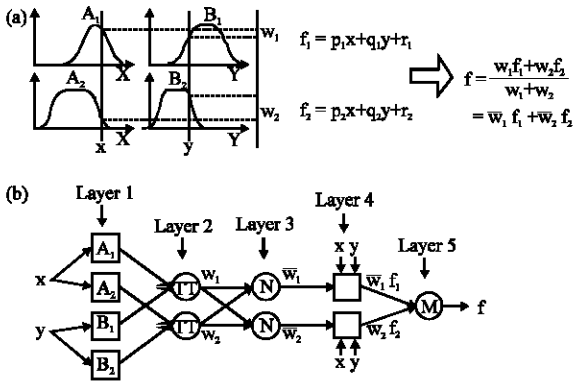 (a)
A₁
B₁
w₁
f₁ = p₁x+q₁y+r₁
X
Y
A₂
B₂
w₂
f₂ = p₂x+q₂y+r₂
x
X
y
Y
f = w₁f₁+w₂f₂ / w₁+w₂
= w̅₁ f₁ +w̅₂ f₂
(b)
Layer 1
Layer 2
Layer 3
Layer 4
Layer 5
x y
A₁
x
A₂
TT
w₁
N
w̅₁
w̅₁ f₁
M
f
y
B₁
TT
w₂
N
w̅₂
w̅₂ f₂
B₂
x y